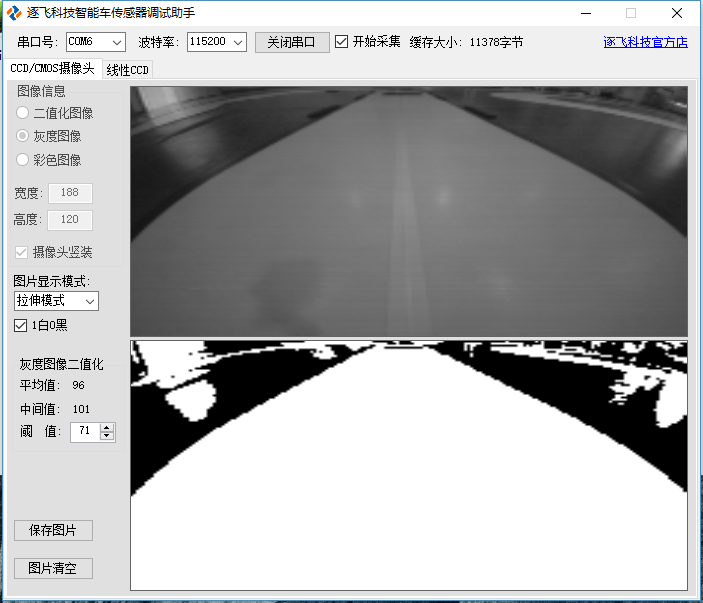 逐飞科技智能车传感器调试助手
串口号: COM6 波特率: 115200 关闭串口 开始采集 缓存大小: 11378字节 逐飞科技官方店
CCD/CMOS摄像头 线性CCD
图像信息
二值化图像
灰度图像
彩色图像
宽度: 188
高度: 120
摄像头竖装
图片显示模式:
拉伸模式
1白0黑
灰度图像二值化
平均值: 96
中间值: 101
阈 值: 71
保存图片
图片清空